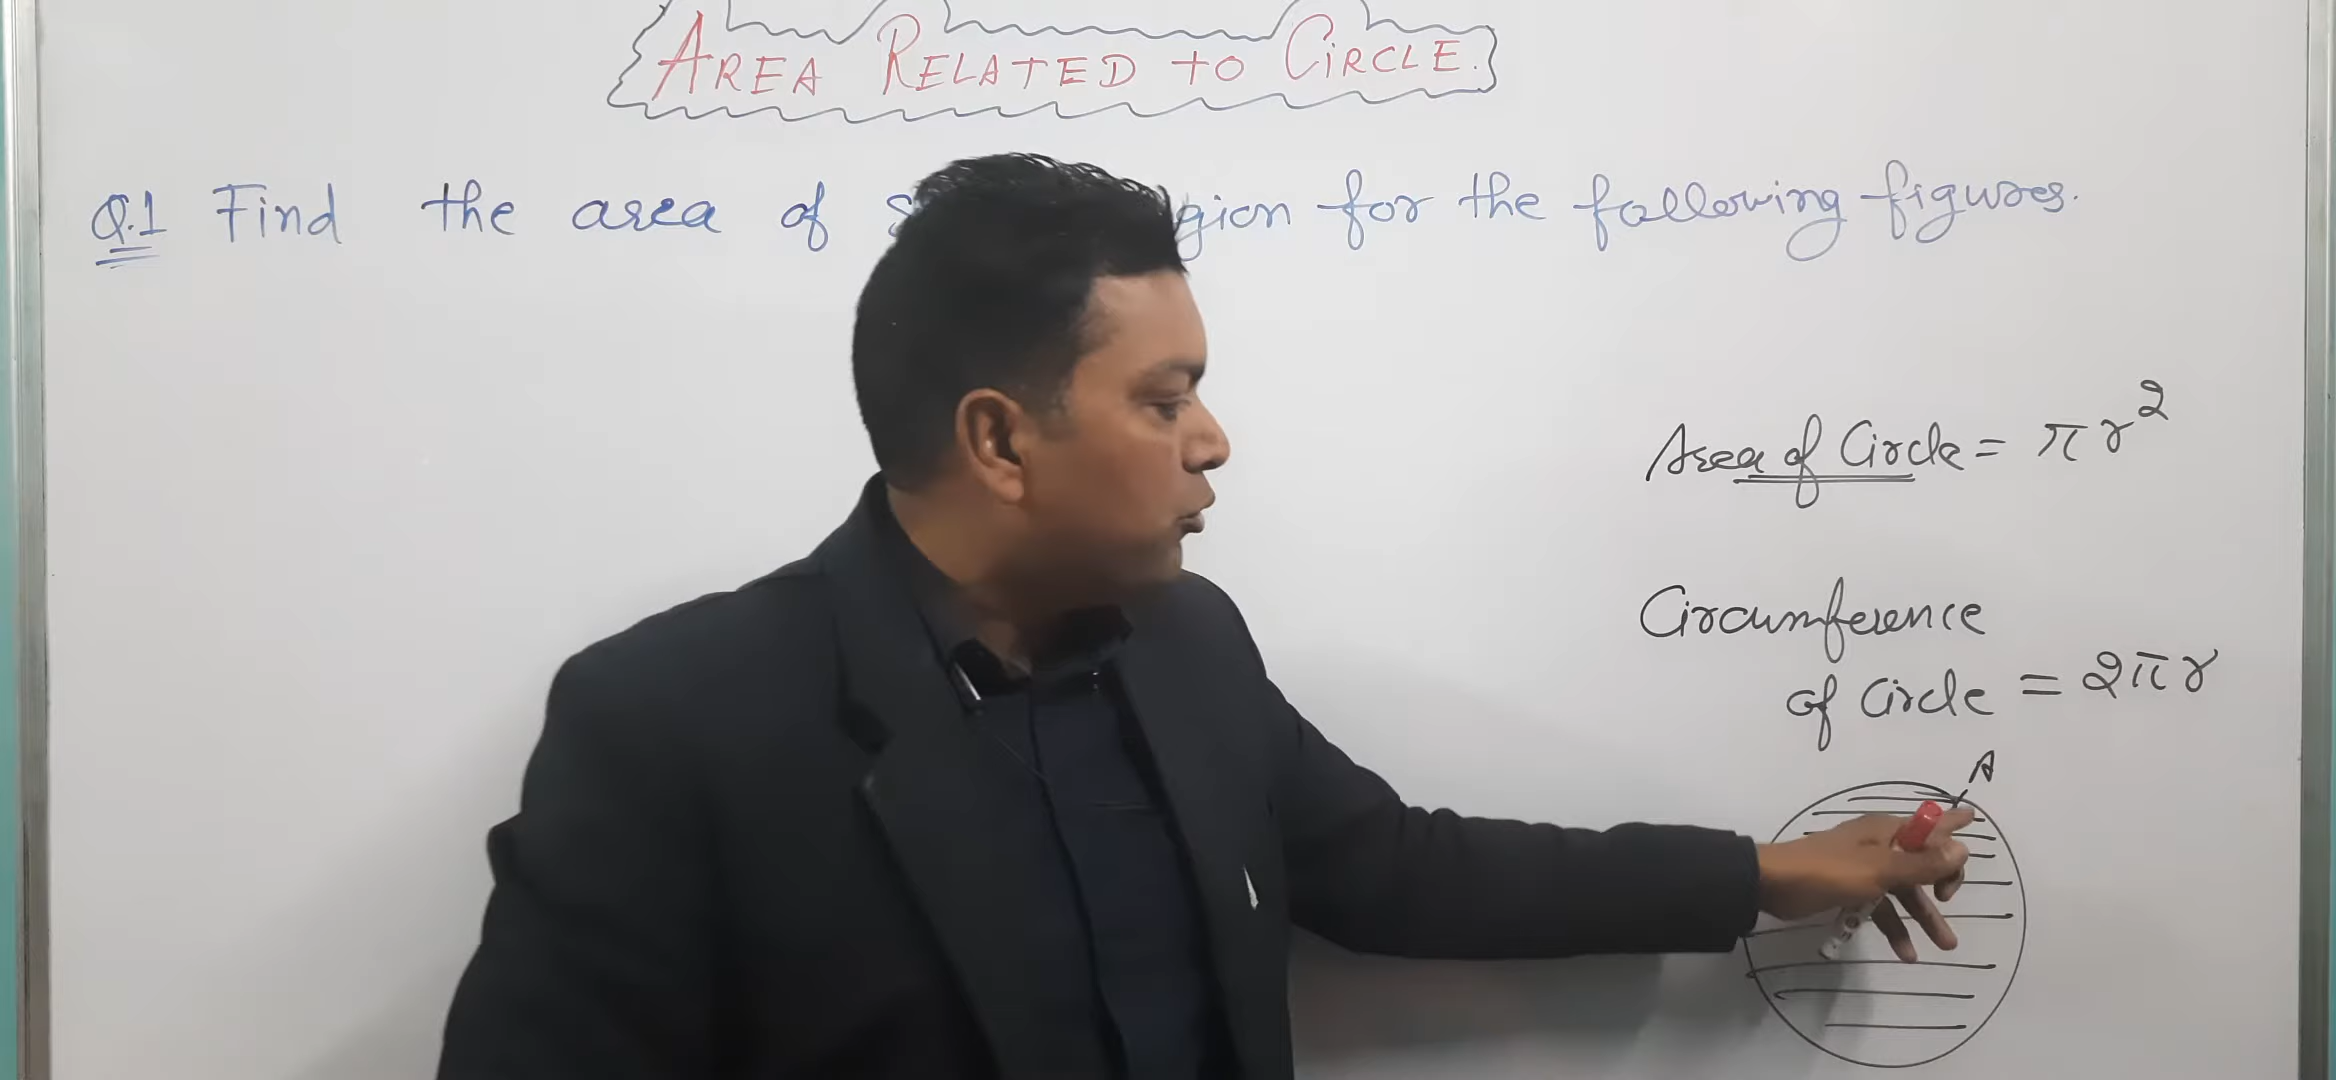 AREA RELATED TO CIRCLE.
Q.1 Find the area of gion for the following figures.
Area of Circle = πr²
Circumference
of Circle = 2πr
A